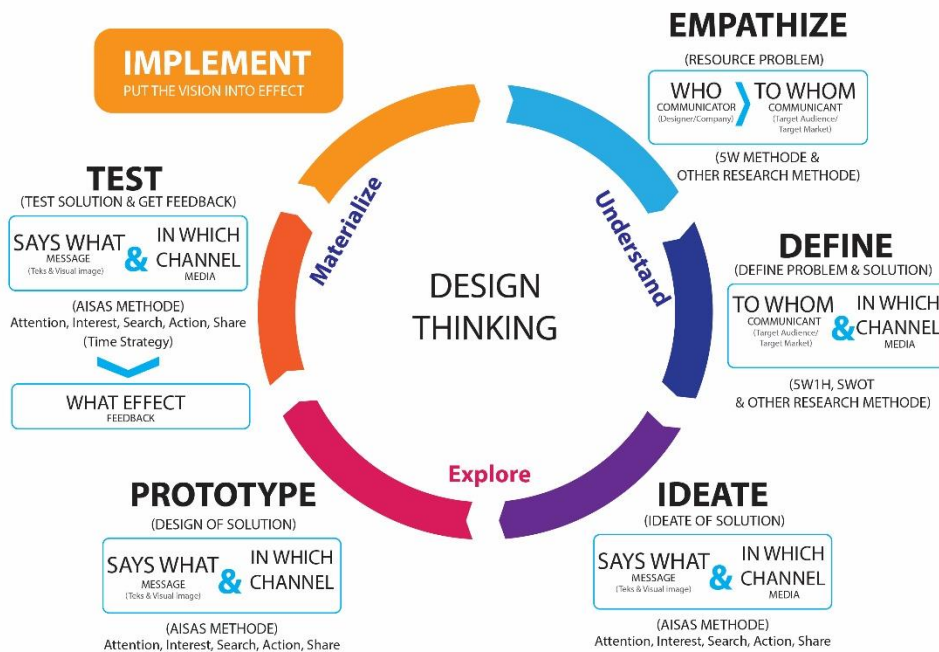 IMPLEMENT
PUT THE VISION INTO EFFECT
EMPATHIZE
(RESOURCE PROBLEM)
WHO
COMMUNICATOR
(Designer/Company)
TO WHOM
COMMUNICANT
(Target Audience/
Target Market)
(5W METHODE &
OTHER RESEARCH METHODE)
DEFINE
(DEFINE PROBLEM & SOLUTION)
TO WHOM
COMMUNICANT
(Target Audience/
Target Market)
&
IN WHICH
CHANNEL
MEDIA
(5W1H, SWOT
& OTHER RESEARCH METHODE)
IDEATE
(IDEATE OF SOLUTION)
SAYS WHAT
MESSAGE
(Teks & Visual image)
&
IN WHICH
CHANNEL
MEDIA
(AISAS METHODE)
Attention, Interest, Search, Action, Share
PROTOTYPE
(DESIGN OF SOLUTION)
SAYS WHAT
MESSAGE
(Teks & Visual image)
&
IN WHICH
CHANNEL
(AISAS METHODE)
Attention, Interest, Search, Action, Share
TEST
(TEST SOLUTION & GET FEEDBACK)
SAYS WHAT
MESSAGE
(Teks & Visual image)
&
IN WHICH
CHANNEL
MEDIA
(AISAS METHODE)
Attention, Interest, Search, Action, Share
(Time Strategy)
WHAT EFFECT
FEEDBACK
Understand
Explore
Materialize
DESIGN
THINKING